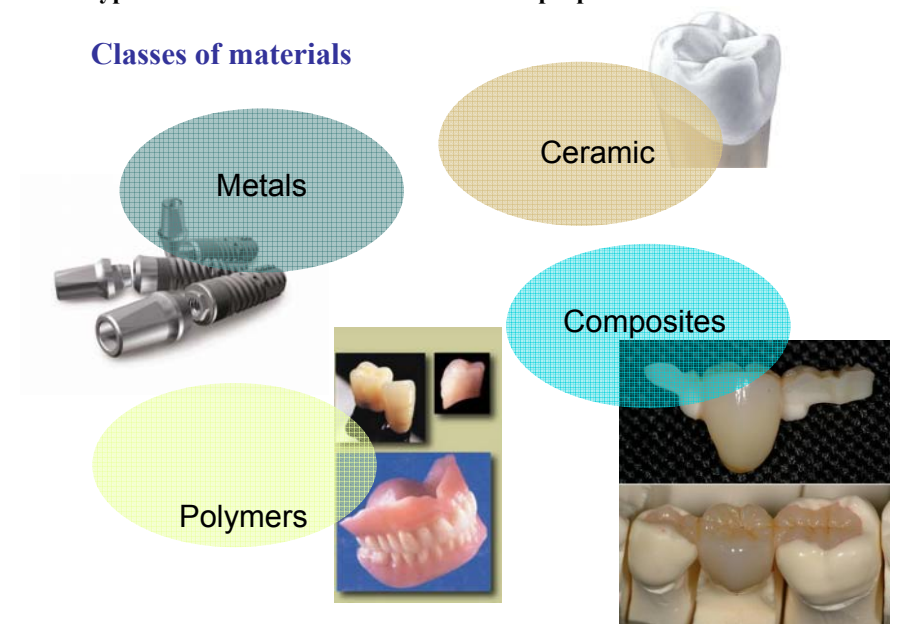 Classes of materials
Ceramic
Metals
Composites
Polymers